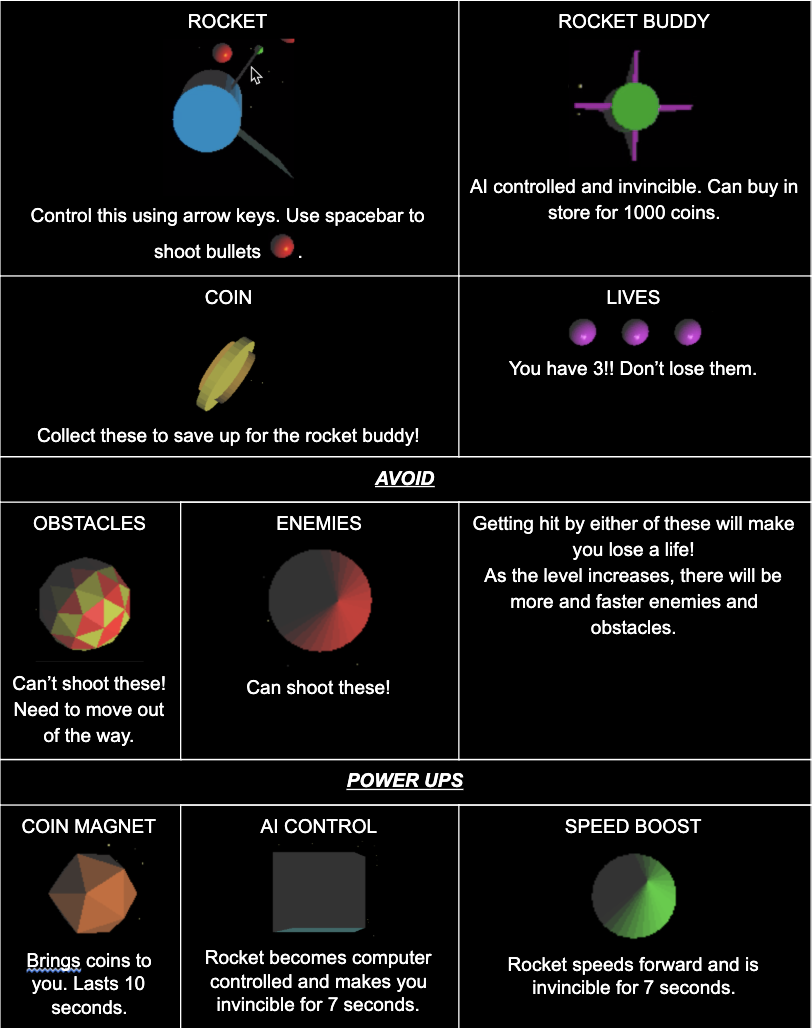 ROCKET
Control this using arrow keys. Use spacebar to
shoot bullets .
ROCKET BUDDY
AI controlled and invincible. Can buy in
store for 1000 coins.
COIN
Collect these to save up for the rocket buddy!
LIVES
You have 3!! Don’t lose them.
AVOID
OBSTACLES
Can’t shoot these!
Need to move out
of the way.
ENEMIES
Can shoot these!
Getting hit by either of these will make
you lose a life!
As the level increases, there will be
more and faster enemies and
obstacles.
POWER UPS
COIN MAGNET
Brings coins to
you. Lasts 10
seconds.
AI CONTROL
Rocket becomes computer
controlled and makes you
invincible for 7 seconds.
SPEED BOOST
Rocket speeds forward and is
invincible for 7 seconds.